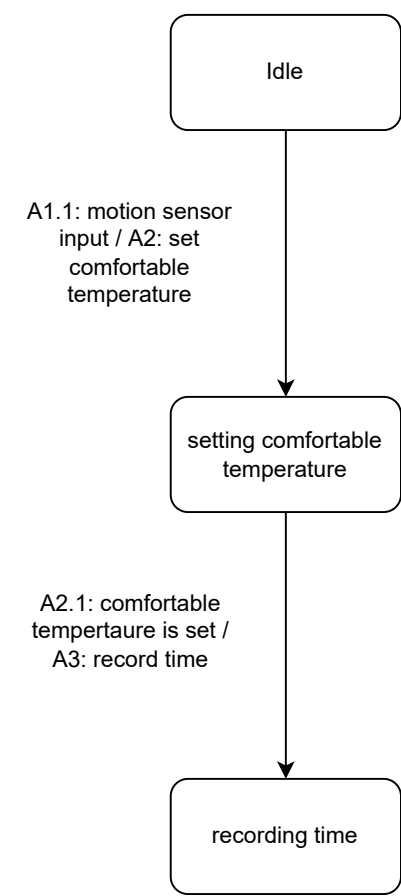 Idle
A1.1: motion sensor
input / A2: set
comfortable
temperature
setting comfortable
temperature
A2.1: comfortable
tempertaure is set /
A3: record time
recording time